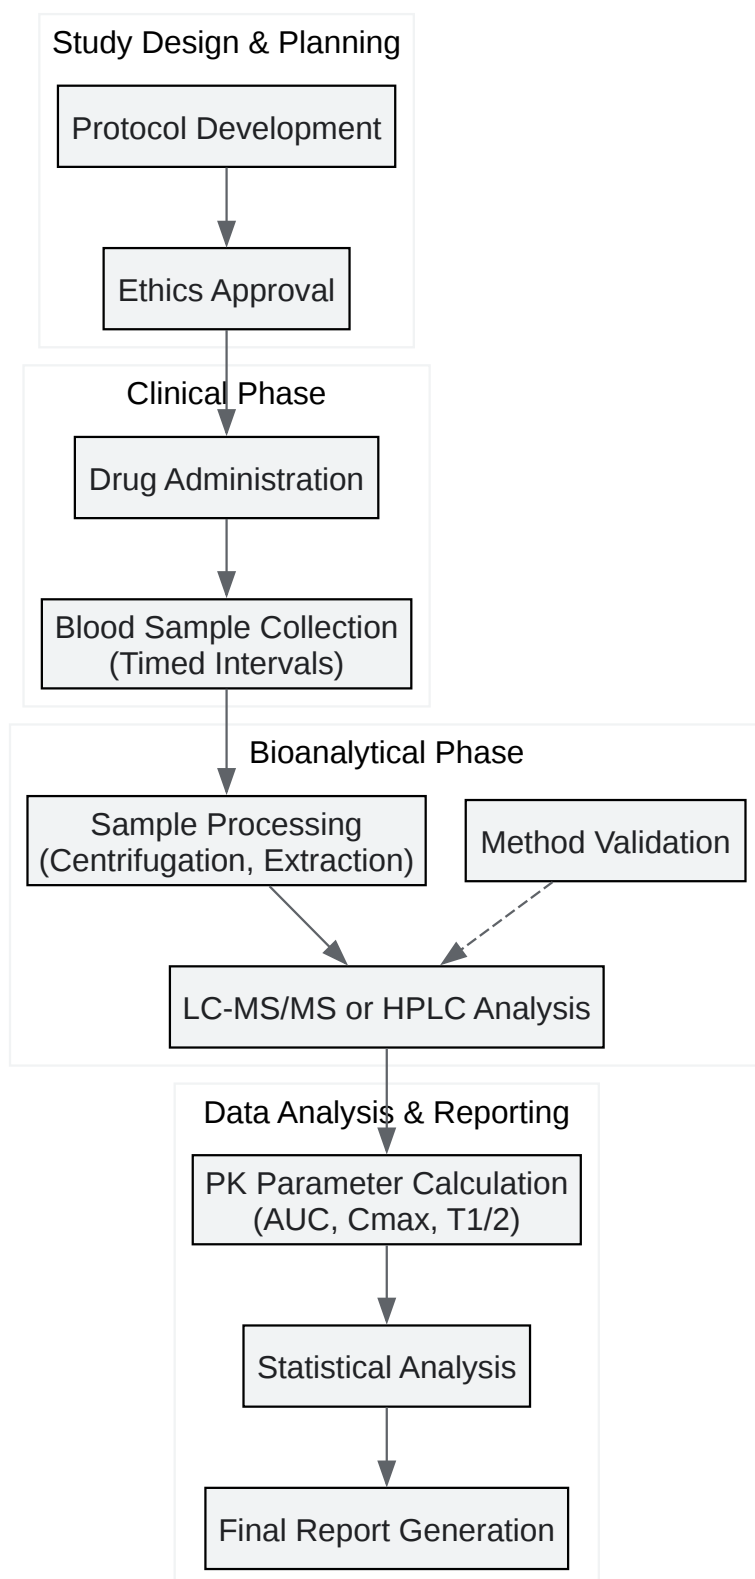 Study Design & Planning
Protocol Development
Ethics Approval
Clinical Phase
Drug Administration
Blood Sample Collection
(Timed Intervals)
Bioanalytical Phase
Sample Processing
(Centrifugation, Extraction)
Method Validation
LC-MS/MS or HPLC Analysis
Data Analysis & Reporting
PK Parameter Calculation
(AUC, Cmax, T1/2)
Statistical Analysis
Final Report Generation